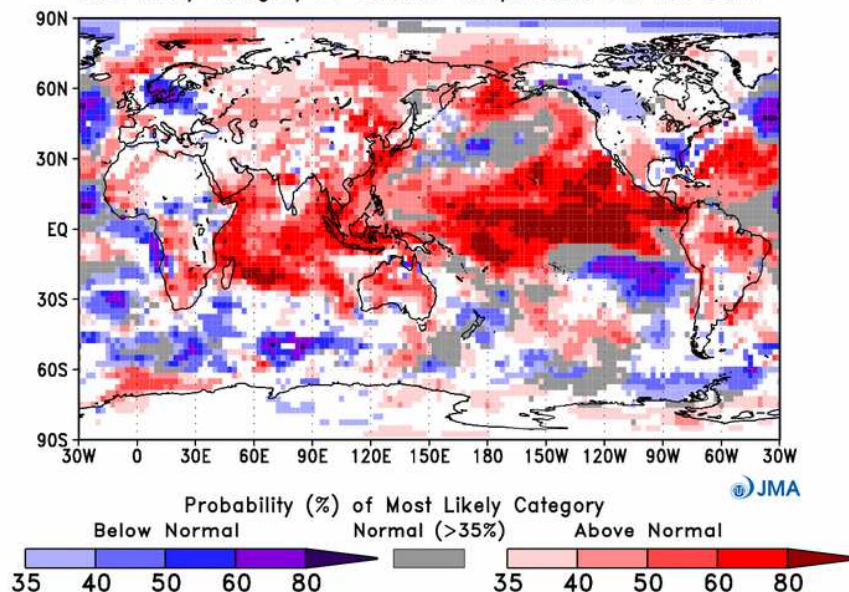 90N
60N
30N
EQ
30S
60S
90S
30W 0 30E 60E 90E 120E 150E 180 150W 120W 90W 60W 30W
JMA
Probability (%) of Most Likely Category
Below Normal Normal (>35%) Above Normal
35 40 50 60 80 35 40 50 60 80